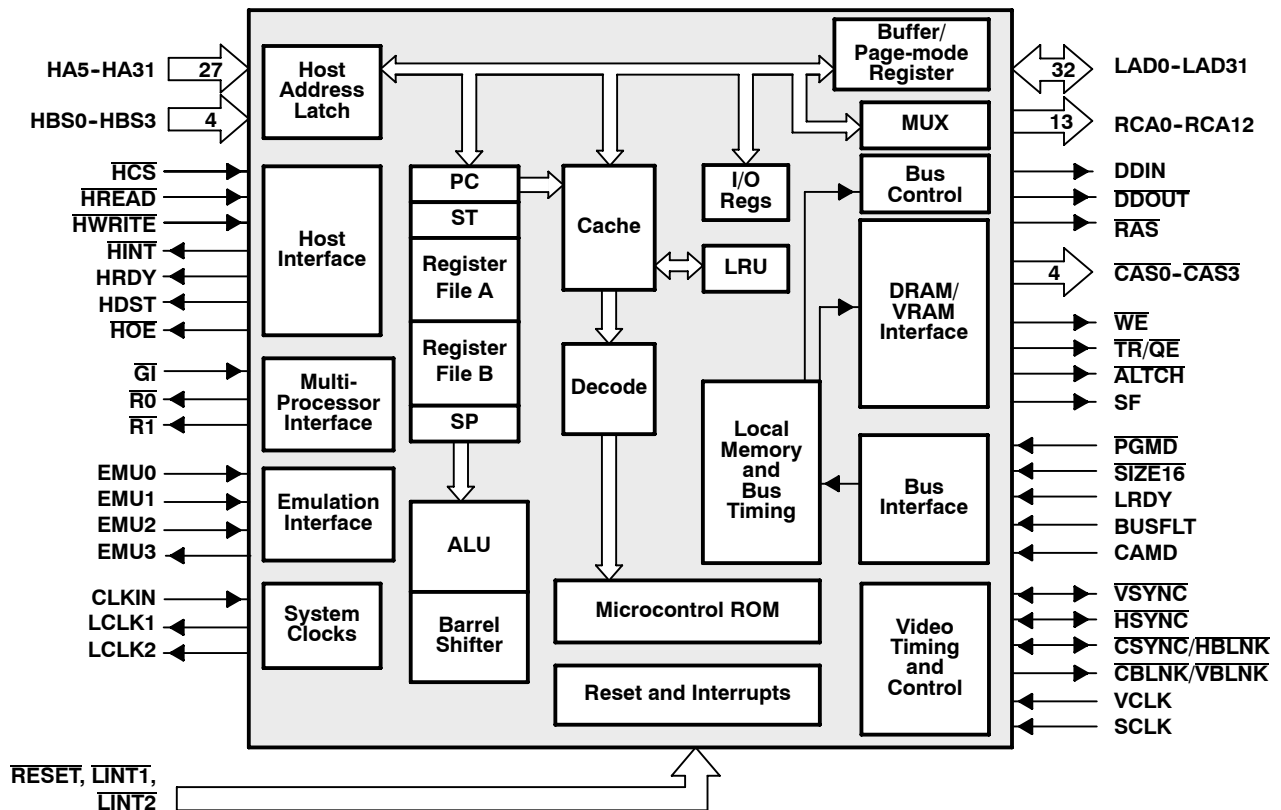 HA5-HA31
27
HBS0-HBS3
4
HCS
HREAD
HWRITE
HINT
HRDY
HDST
HOE
GI
R0
R1
EMU0
EMU1
EMU2
EMU3
CLKIN
LCLK1
LCLK2
RESET, LINT1,
LINT2
Host
Address
Latch
Host
Interface
Multi-
Processor
Interface
Emulation
Interface
System
Clocks
PC
ST
Register
File A
Register
File B
SP
ALU
Barrel
Shifter
Cache
Decode
Microcontrol ROM
Reset and Interrupts
I/O
Regs
LRU
Local
Memory
and
Bus
Timing
Buffer/
Page-mode
Register
MUX
Bus
Control
DRAM/
VRAM
Interface
Bus
Interface
Video
Timing
and
Control
32
LAD0-LAD31
13
RCA0-RCA12
DDIN
DDOUT
RAS
4
CAS0-CAS3
WE
TR/QE
ALTCH
SF
PGMD
SIZE16
LRDY
BUSFLT
CAMD
VSYNC
HSYNC
CSYNC/HBLNK
CBLNK/VBLNK
VCLK
SCLK